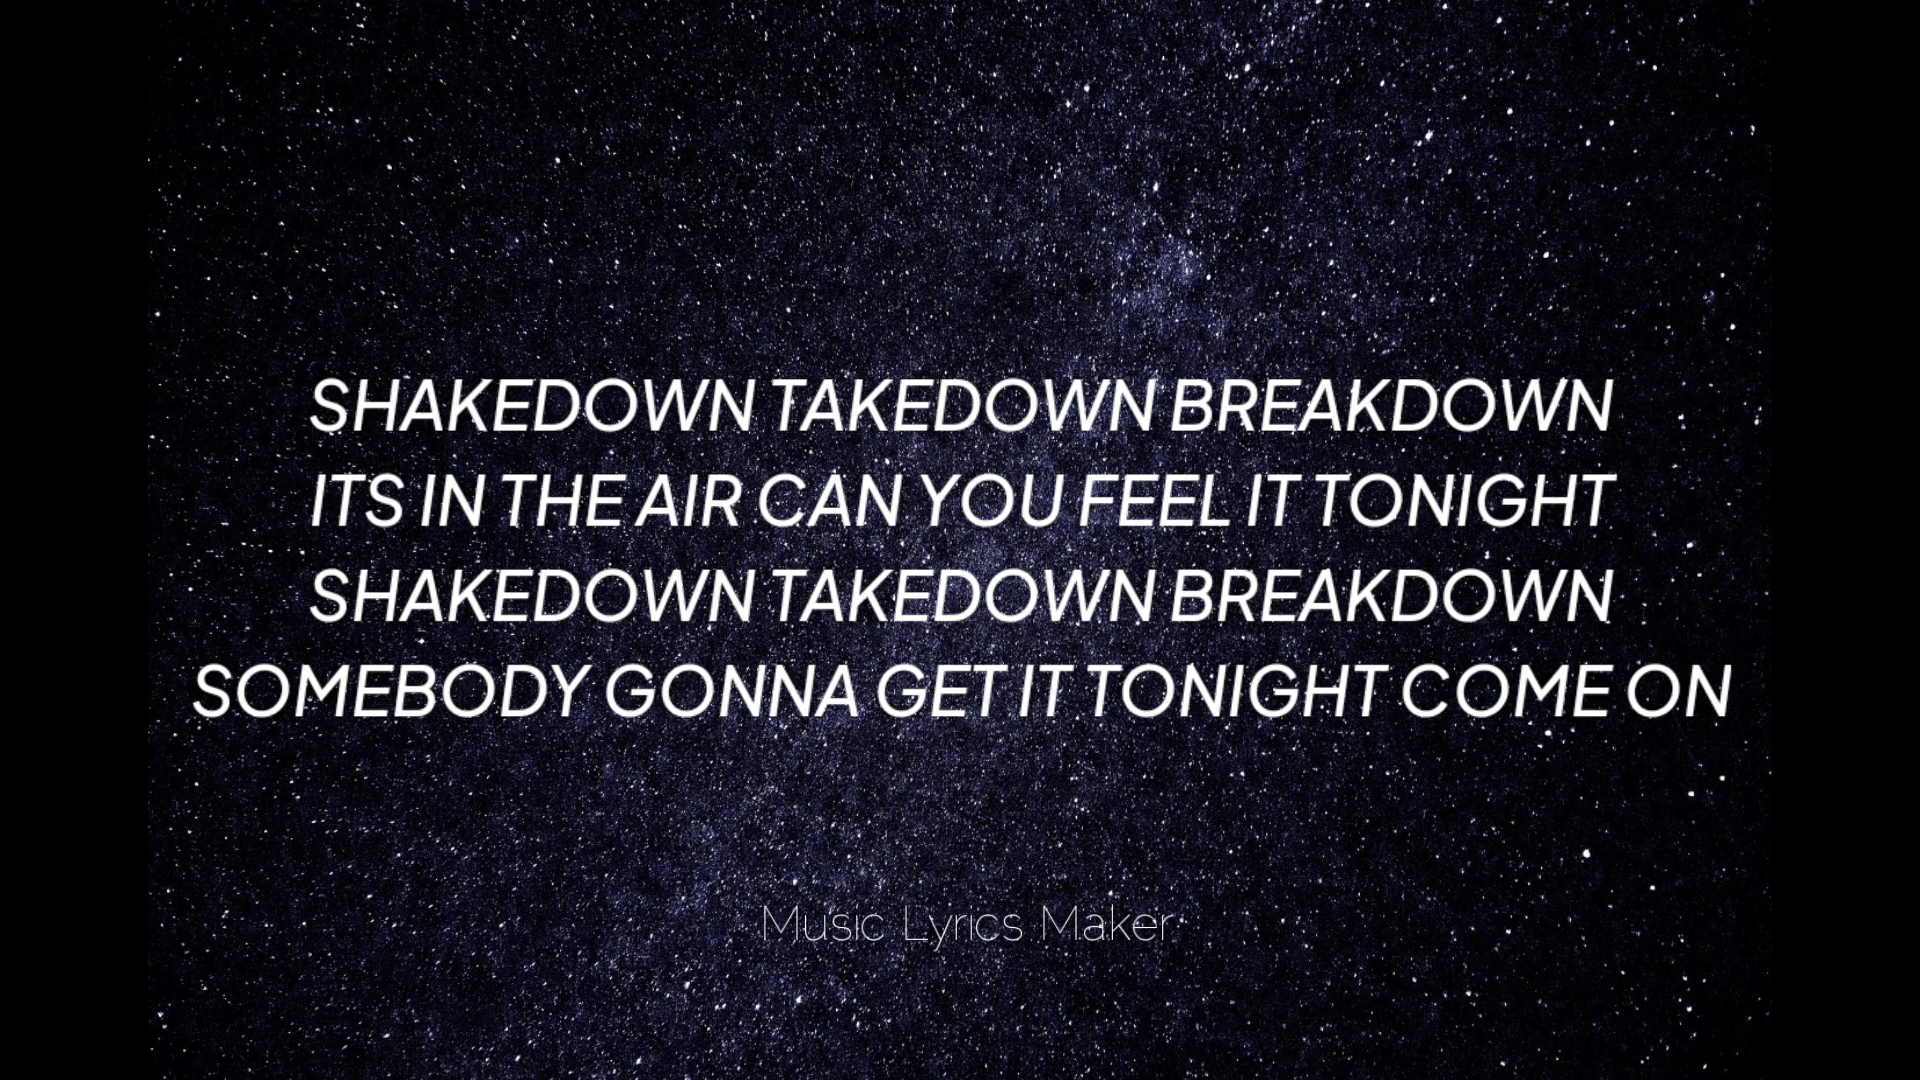 SHAKEDOWN TAKEDOWN BREAKDOWN
ITS IN THE AIR CAN YOU FEEL IT TONIGHT
SHAKEDOWN TAKEDOWN BREAKDOWN
SOMEBODY GONNA GET IT TONIGHT COME ON
Music Lyrics Maker